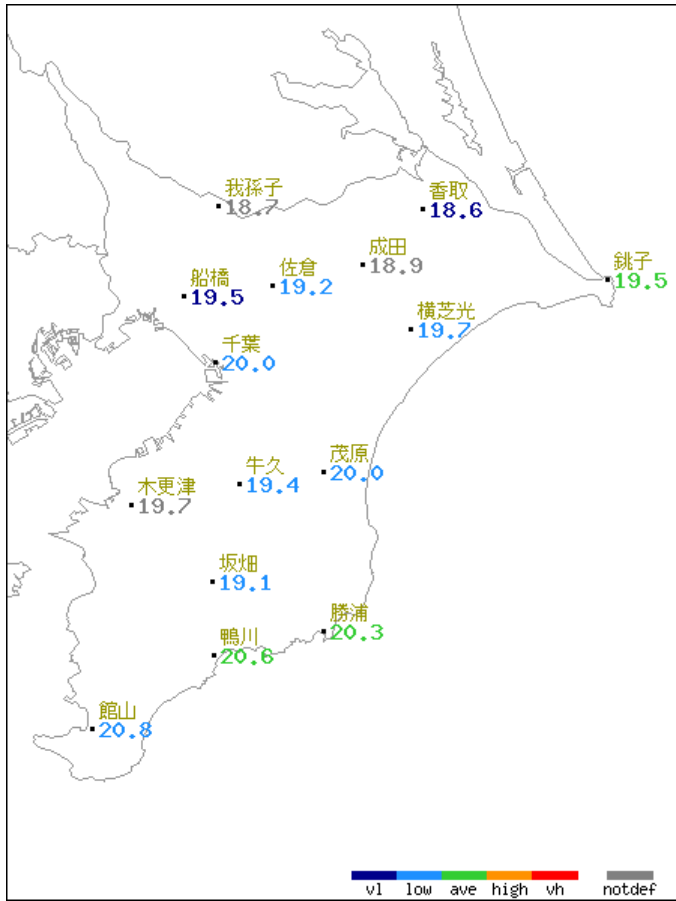 我孫子
18.7
香取
18.6
成田
18.9
銚子
19.5
佐倉
19.2
船橋
19.5
横芝光
19.7
千葉
20.0
茂原
20.0
牛久
19.4
木更津
19.7
坂畑
19.1
勝浦
20.3
鴨川
20.6
館山
20.8
vl low ave high vh notdef